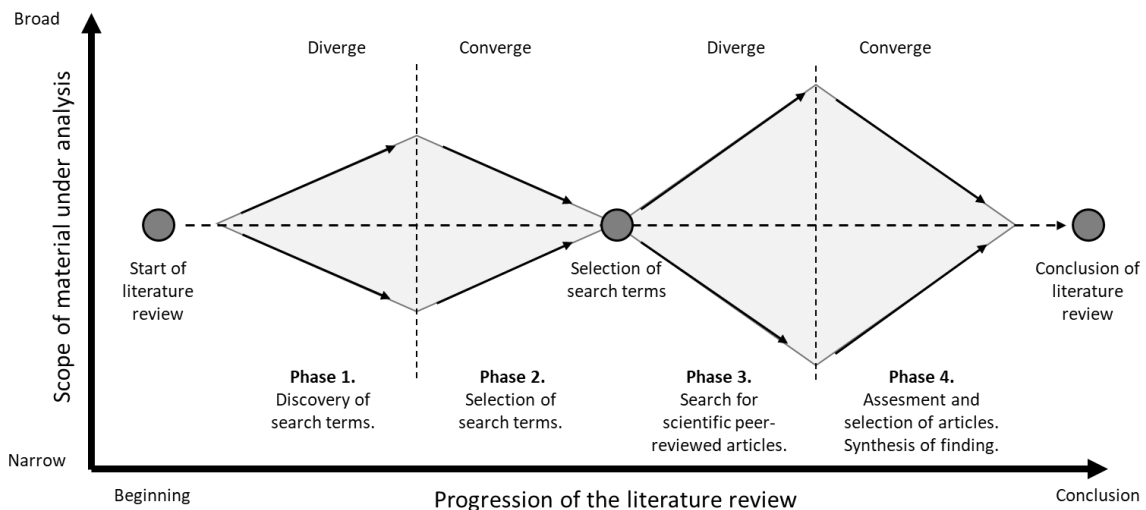 Broad
Diverge
Converge
Diverge
Converge
Scope of material under analysis
Start of
literature
review
Selection of
search terms
Conclusion of
literature
review
Phase 1.
Discovery of
search terms.
Phase 2.
Selection of
search terms.
Phase 3.
Search for
scientific peer-
reviewed articles.
Phase 4.
Assesment and
selection of articles.
Synthesis of finding.
Narrow
Beginning
Progression of the literature review
Conclusion